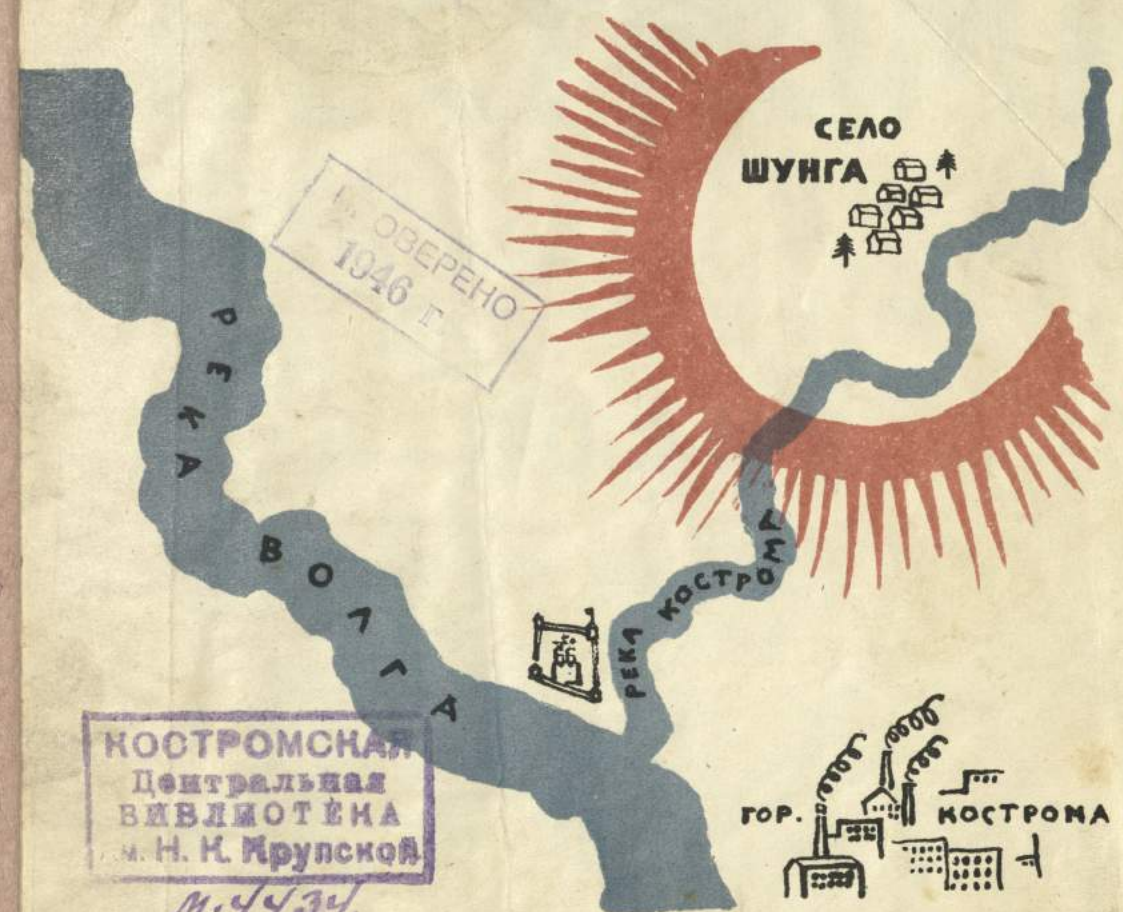 СЕЛО
ШУНГА
ПРОВЕРЕНО
1946 г
РЕКА
ВОЛГА
РЕКА КОСТРОМА
ГОР. КОСТРОМА
КОСТРОМСКАЯ
Центральная
БИБЛИОТЕКА
им. Н. К. Крупской